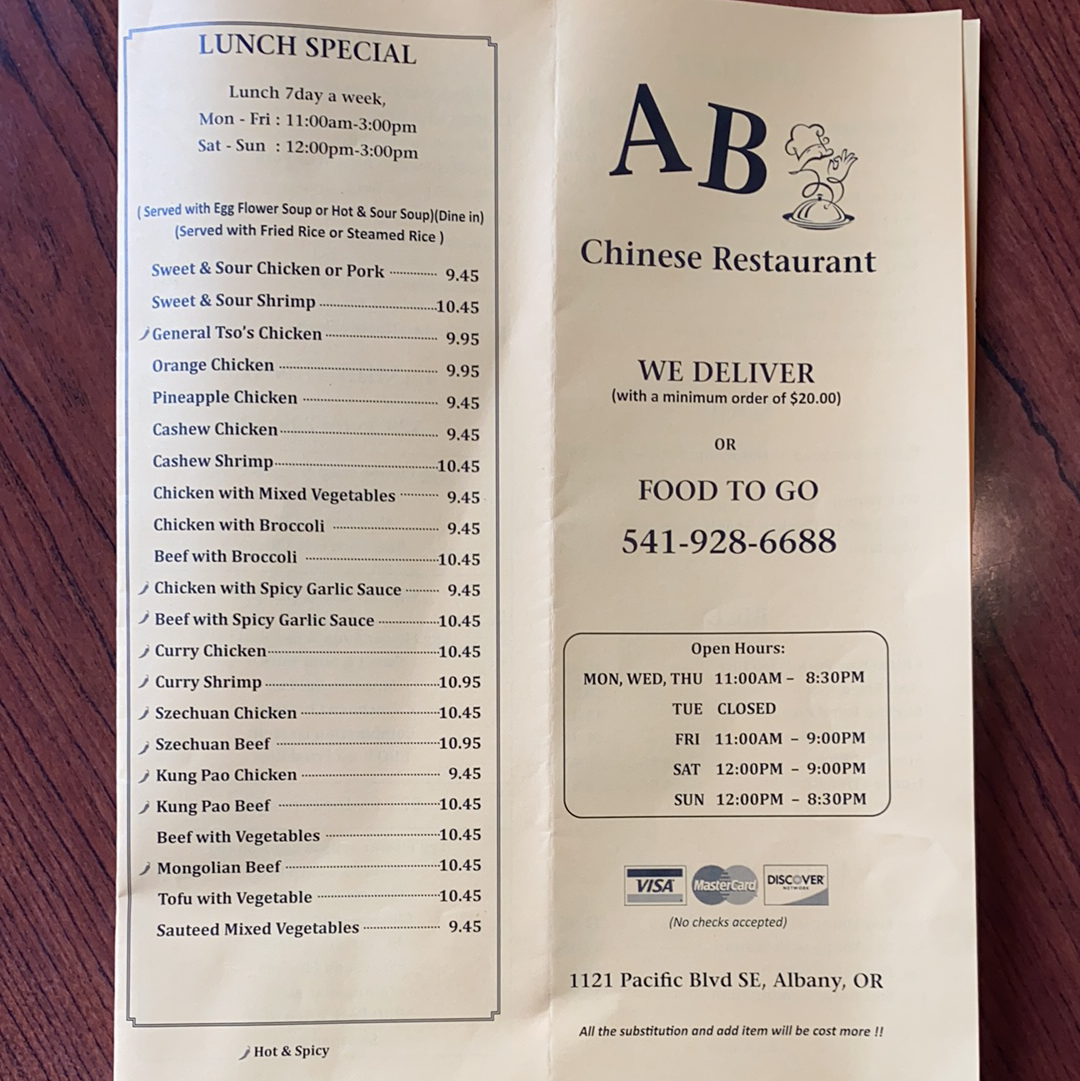 LUNCH SPECIAL
Lunch 7day a week,
Mon - Fri : 11:00am-3:00pm
Sat - Sun : 12:00pm-3:00pm
( Served with Egg Flower Soup or Hot & Sour Soup)(Dine in)
(Served with Fried Rice or Steamed Rice )
Sweet & Sour Chicken or Pork 9.45
Sweet & Sour Shrimp 10.45
General Tso's Chicken 9.95
Orange Chicken 9.95
Pineapple Chicken 9.45
Cashew Chicken 9.45
Cashew Shrimp 10.45
Chicken with Mixed Vegetables 9.45
Chicken with Broccoli 9.45
Beef with Broccoli 10.45
Chicken with Spicy Garlic Sauce 9.45
Beef with Spicy Garlic Sauce 10.45
Curry Chicken 10.45
Curry Shrimp 10.95
Szechuan Chicken 10.45
Szechuan Beef 10.95
Kung Pao Chicken 9.45
Kung Pao Beef 10.45
Beef with Vegetables 10.45
Mongolian Beef 10.45
Tofu with Vegetable 10.45
Sauteed Mixed Vegetables 9.45
Hot & Spicy
AB
Chinese Restaurant
WE DELIVER
(with a minimum order of $20.00)
OR
FOOD TO GO
541-928-6688
Open Hours:
MON, WED, THU 11:00AM – 8:30PM
TUE CLOSED
FRI 11:00AM – 9:00PM
SAT 12:00PM – 9:00PM
SUN 12:00PM – 8:30PM
VISA MasterCard DISCOVER NETWORK
(No checks accepted)
1121 Pacific Blvd SE, Albany, OR
All the substitution and add item will be cost more !!